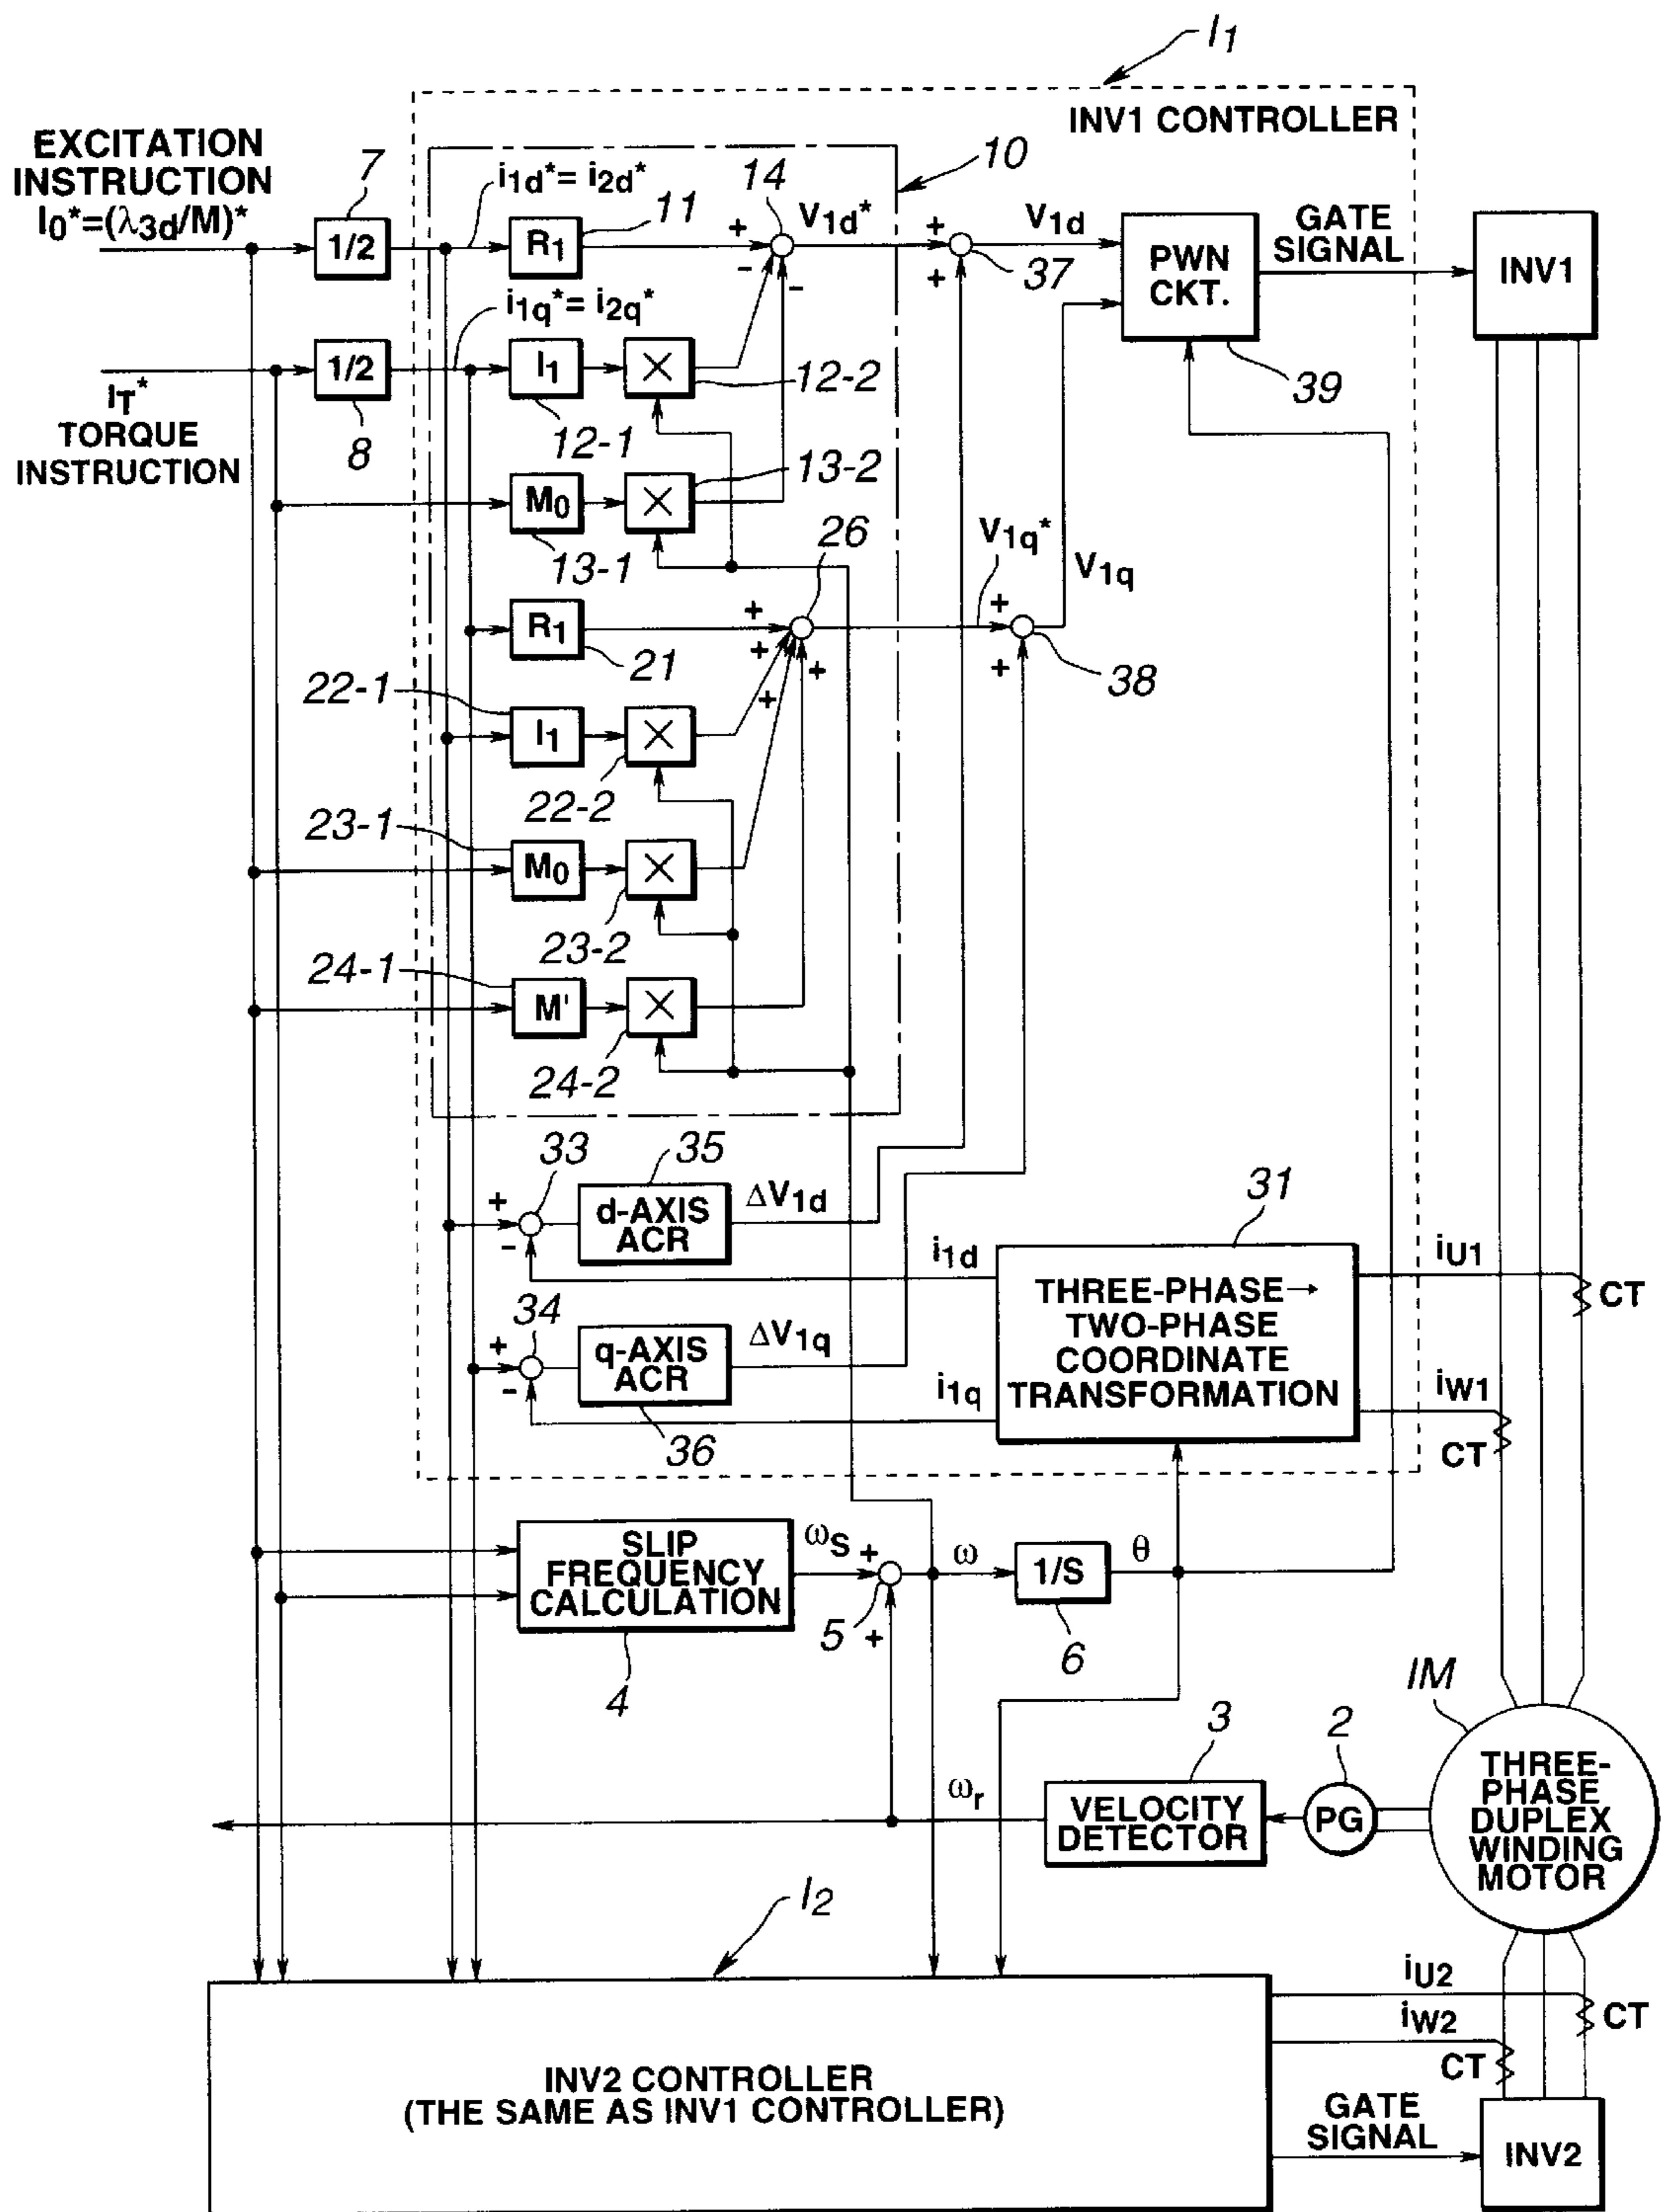 I1
INV1 CONTROLLER
EXCITATION
INSTRUCTION
I0*=(λ3d/M)*
7
1/2
i1d*= i2d*
R1
11
14
10
V1d*
+
-
-
+
+
37
V1d
PWN
CKT.
39
GATE
SIGNAL
INV1
iT*
TORQUE
INSTRUCTION
1/2
8
i1q*= i2q*
I1
12-1
×
12-2
M0
13-1
×
13-2
R1
21
26
+
+
+
+
V1q*
+
+
38
V1q
22-1
I1
×
22-2
23-1
M0
×
23-2
24-1
M'
×
24-2
33
+
-
35
d-AXIS
ACR
ΔV1d
34
+
-
q-AXIS
ACR
36
ΔV1q
i1d
i1q
31
THREE-PHASE→
TWO-PHASE
COORDINATE
TRANSFORMATION
iU1
CT
iW1
CT
SLIP
FREQUENCY
CALCULATION
4
ωS
+
5
+
ω
1/S
6
θ
ωr
3
VELOCITY
DETECTOR
2
PG
IM
THREE-
PHASE
DUPLEX
WINDING
MOTOR
I2
INV2 CONTROLLER
(THE SAME AS INV1 CONTROLLER)
iU2
CT
iW2
CT
GATE
SIGNAL
INV2